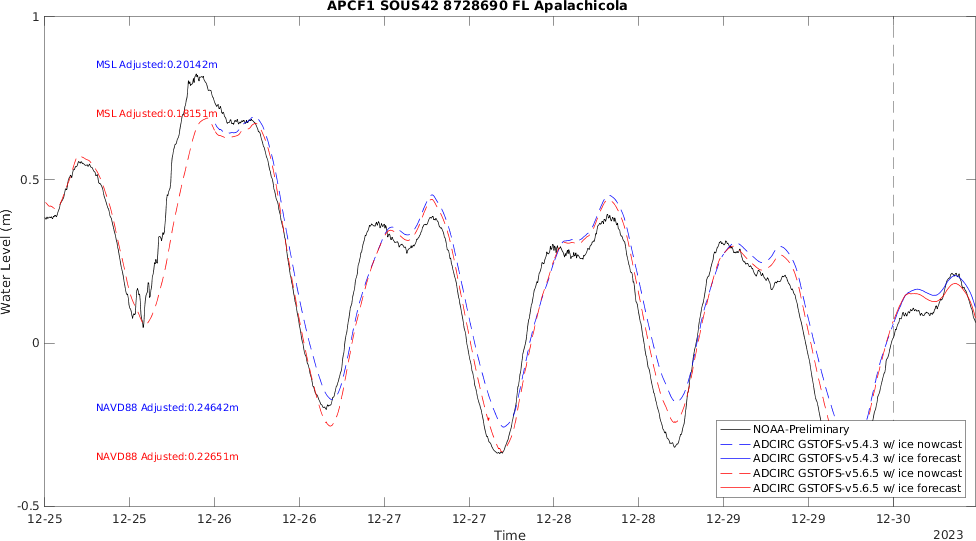 APCF1 SOUS42 8728690 FL Apalachicola
1
MSL Adjusted:0.20142m
MSL Adjusted:0.18151m
0.5
Water Level (m)
0
NAVD88 Adjusted:0.24642m
NAVD88 Adjusted:0.22651m
NOAA-Preliminary
ADCIRC GSTOFS-v5.4.3 w/ ice nowcast
ADCIRC GSTOFS-v5.4.3 w/ ice forecast
ADCIRC GSTOFS-v5.6.5 w/ ice nowcast
ADCIRC GSTOFS-v5.6.5 w/ ice forecast
-0.5
12-25 12-25 12-26 12-26 12-27 12-27 12-28 12-28 12-29 12-29 12-30
Time
2023